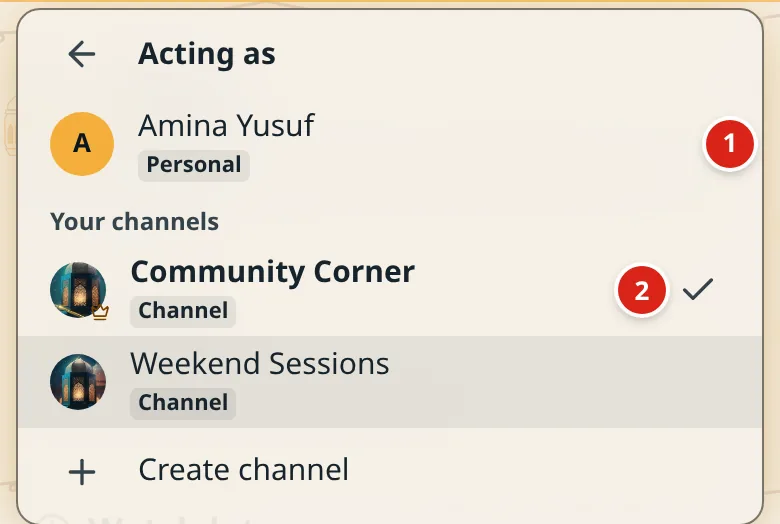 Acting as
A
Amina Yusuf
Personal
1
Your channels
Community Corner
Channel
2
Weekend Sessions
Channel
Create channel